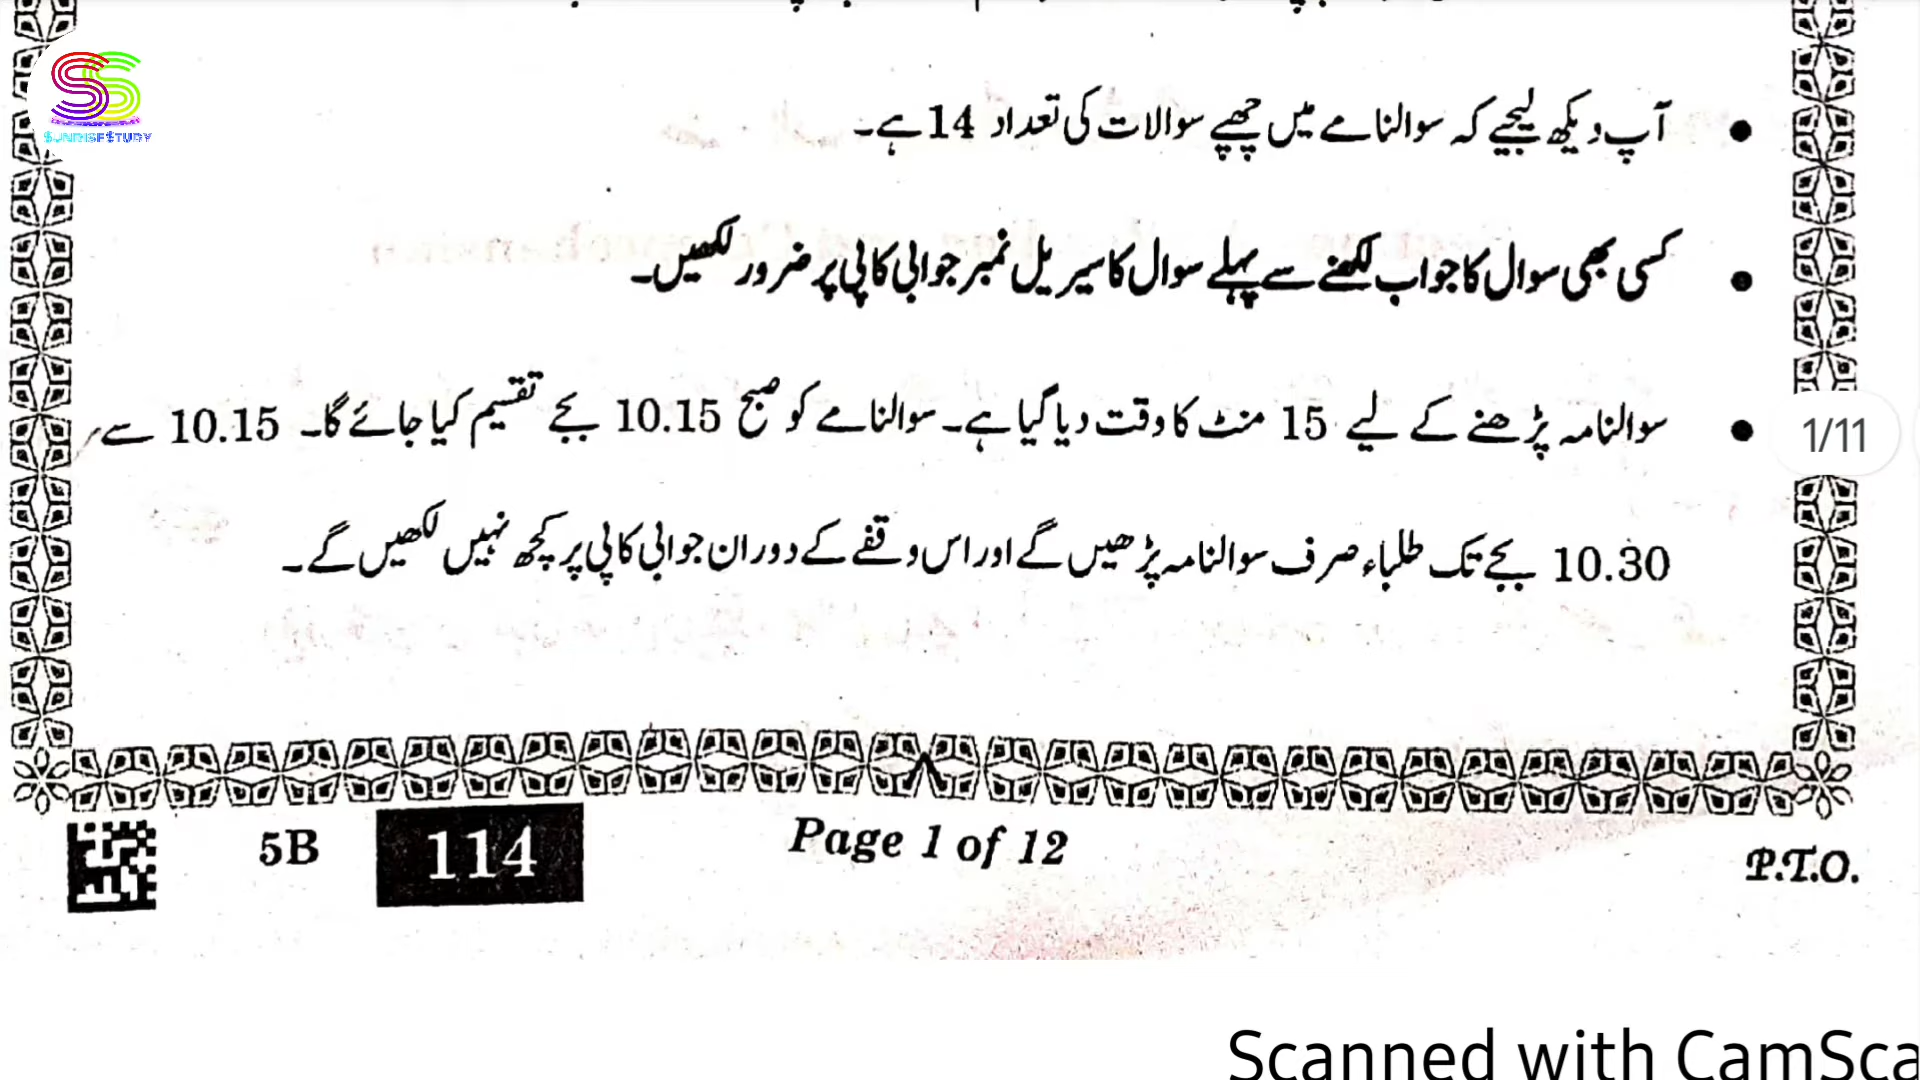 SUNRISESTUDY
آپ دیکھ لیجیے کہ سوالنامے میں چھپے سوالات کی تعداد 14 ہے۔
کسی بھی سوال کا جواب لکھنے سے پہلے سوال کا سیریل نمبر جوابی کاپی پر ضرور لکھیں۔
سوالنامہ پڑھنے کے لیے 15 منٹ کا وقت دیا گیا ہے۔ سوالنامے کو صبح 10.15 بجے تقسیم کیا جائے گا۔ 10.15 سے
1/11
10.30 بجے تک طلباء صرف سوالنامہ پڑھیں گے اور اس وقفے کے دوران جوابی کاپی پر کچھ نہیں لکھیں گے۔
5B 114 Page 1 of 12 P.T.O.
Scanned with CamSca